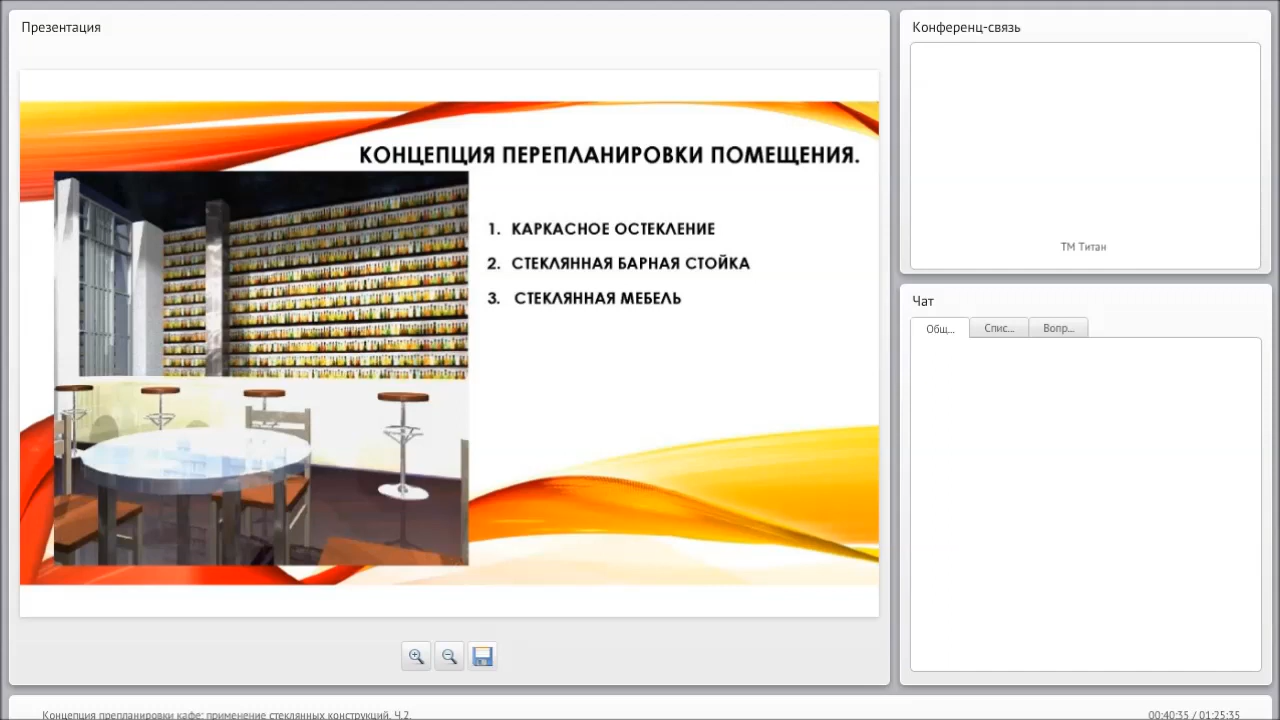 Презентация
КОНЦЕПЦИЯ ПЕРЕПЛАНИРОВКИ ПОМЕЩЕНИЯ.
1. КАРКАСНОЕ ОСТЕКЛЕНИЕ
2. СТЕКЛЯННАЯ БАРНАЯ СТОЙКА
3. СТЕКЛЯННАЯ МЕБЕЛЬ
Конференц-связь
ТМ Титан
Чат
Общ... Спис... Вопр...
Концепция препланировки кафе: применение стеклянных конструкций. Ч.2.
00:40:35 / 01:25:35